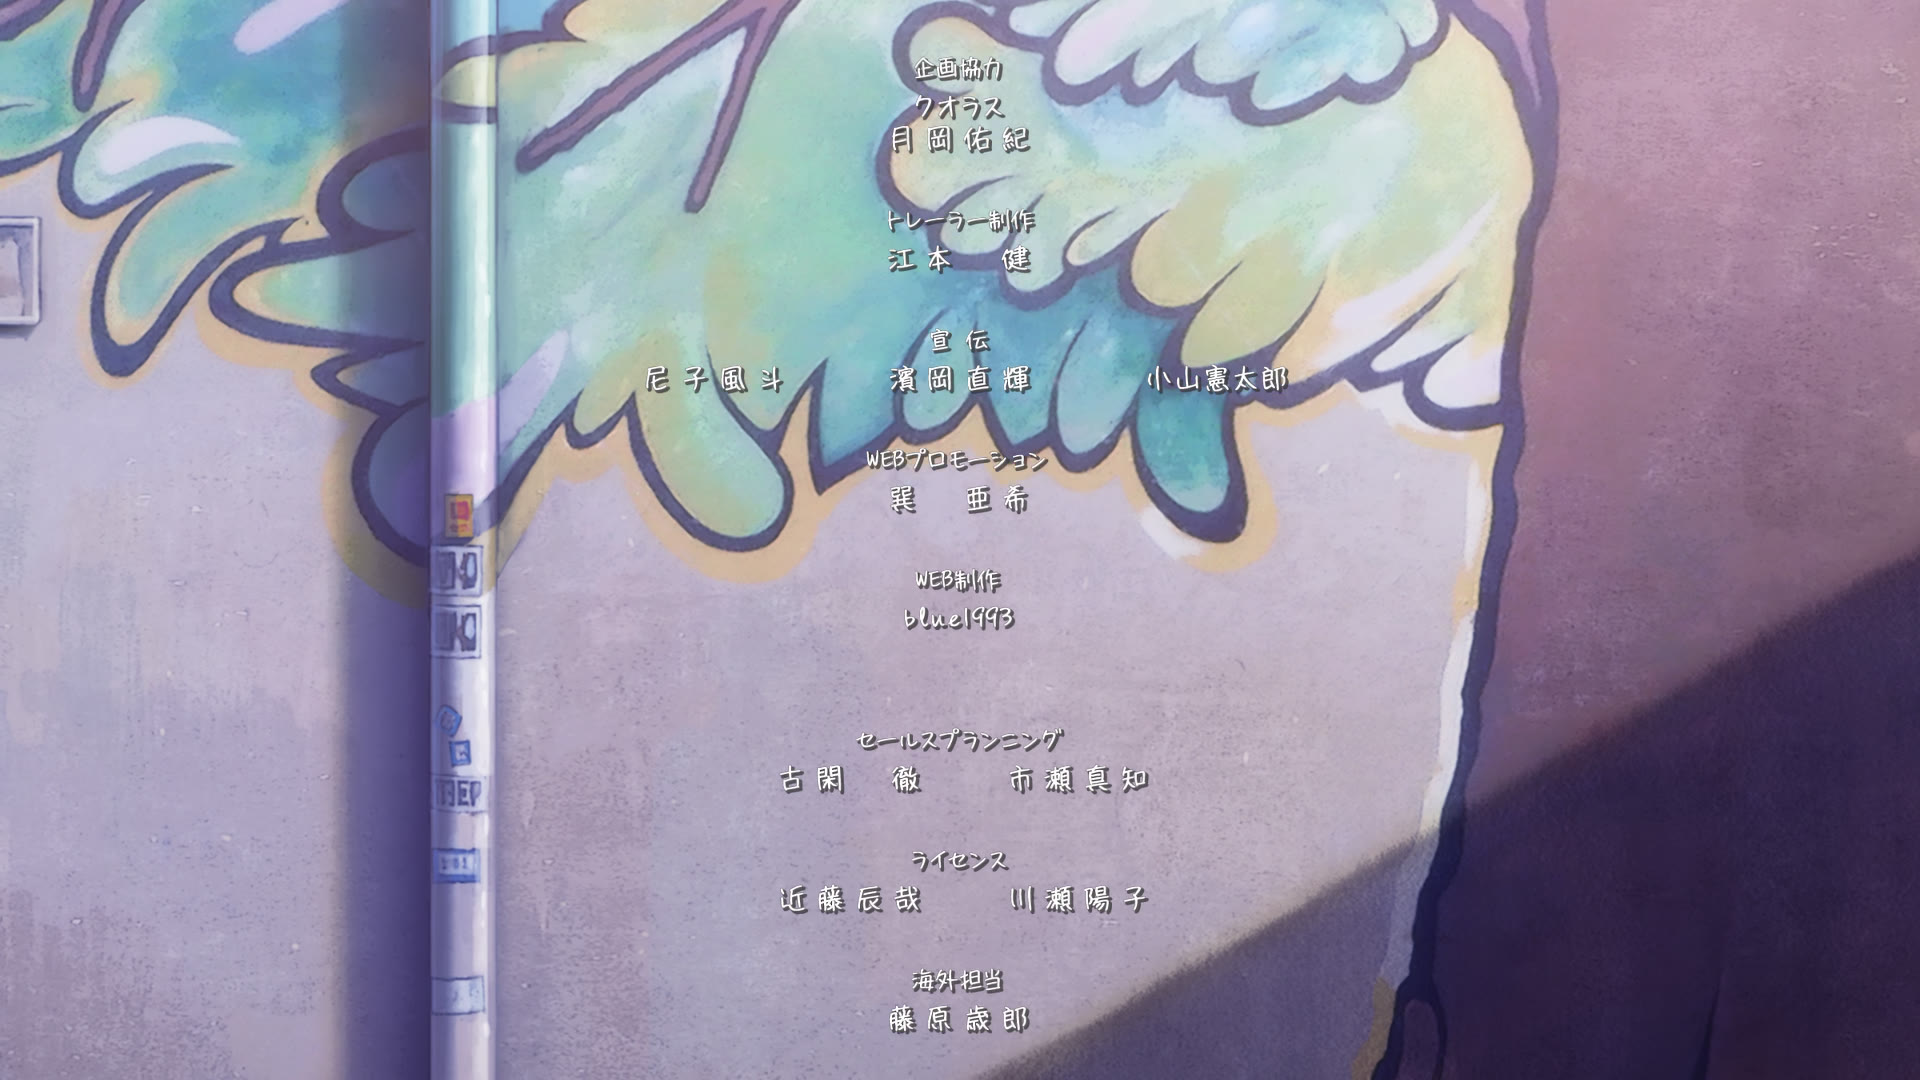 企画協力
クオラス
月岡佑紀
トレーラー制作
江本　健
宣伝
尼子風斗　濱岡直輝　小山憲太郎
WEBプロモーション
巽　亜希
WEB制作
blue1993
セールスプランニング
古閑　徹　市瀬真知
ライセンス
近藤辰哉　川瀬陽子
海外担当
藤原歳郎